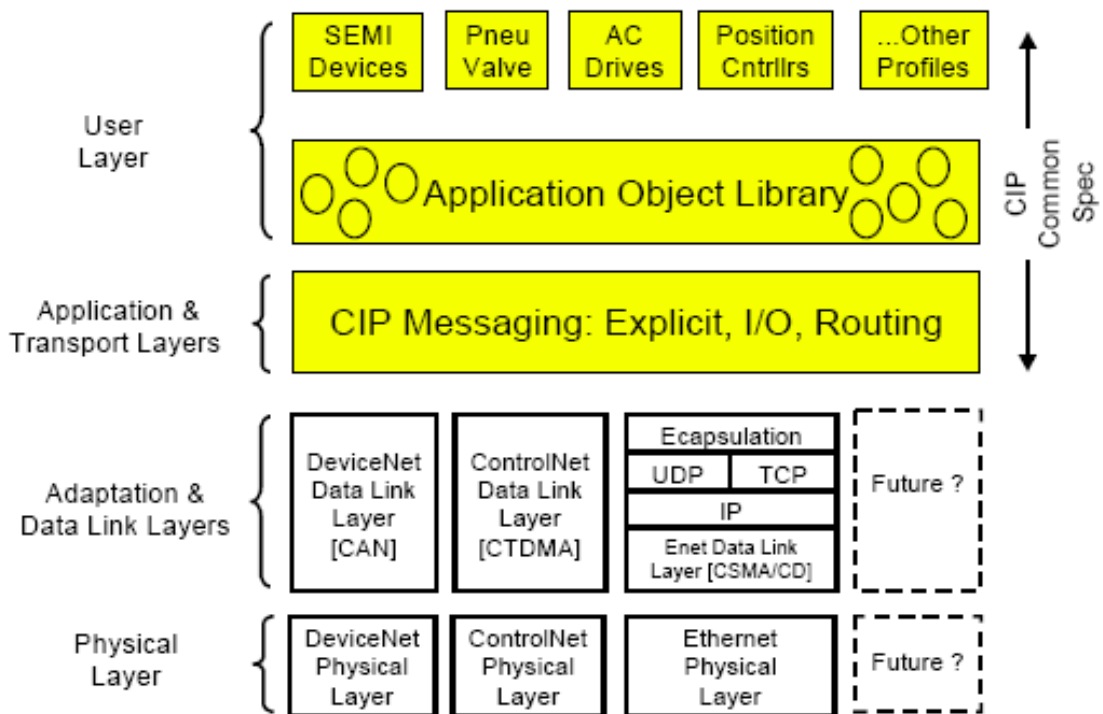 SEMI
Devices
Pneu
Valve
AC
Drives
Position
Cntrllrs
...Other
Profiles
User
Layer
Application Object Library
CIP
Common
Spec
Application &
Transport Layers
CIP Messaging: Explicit, I/O, Routing
Adaptation &
Data Link Layers
DeviceNet
Data Link
Layer
[CAN]
ControlNet
Data Link
Layer
[CTDMA]
Ecapsulation
UDP
TCP
IP
Enet Data Link
Layer [CSMA/CD]
Future ?
Physical
Layer
DeviceNet
Physical
Layer
ControlNet
Physical
Layer
Ethernet
Physical
Layer
Future ?